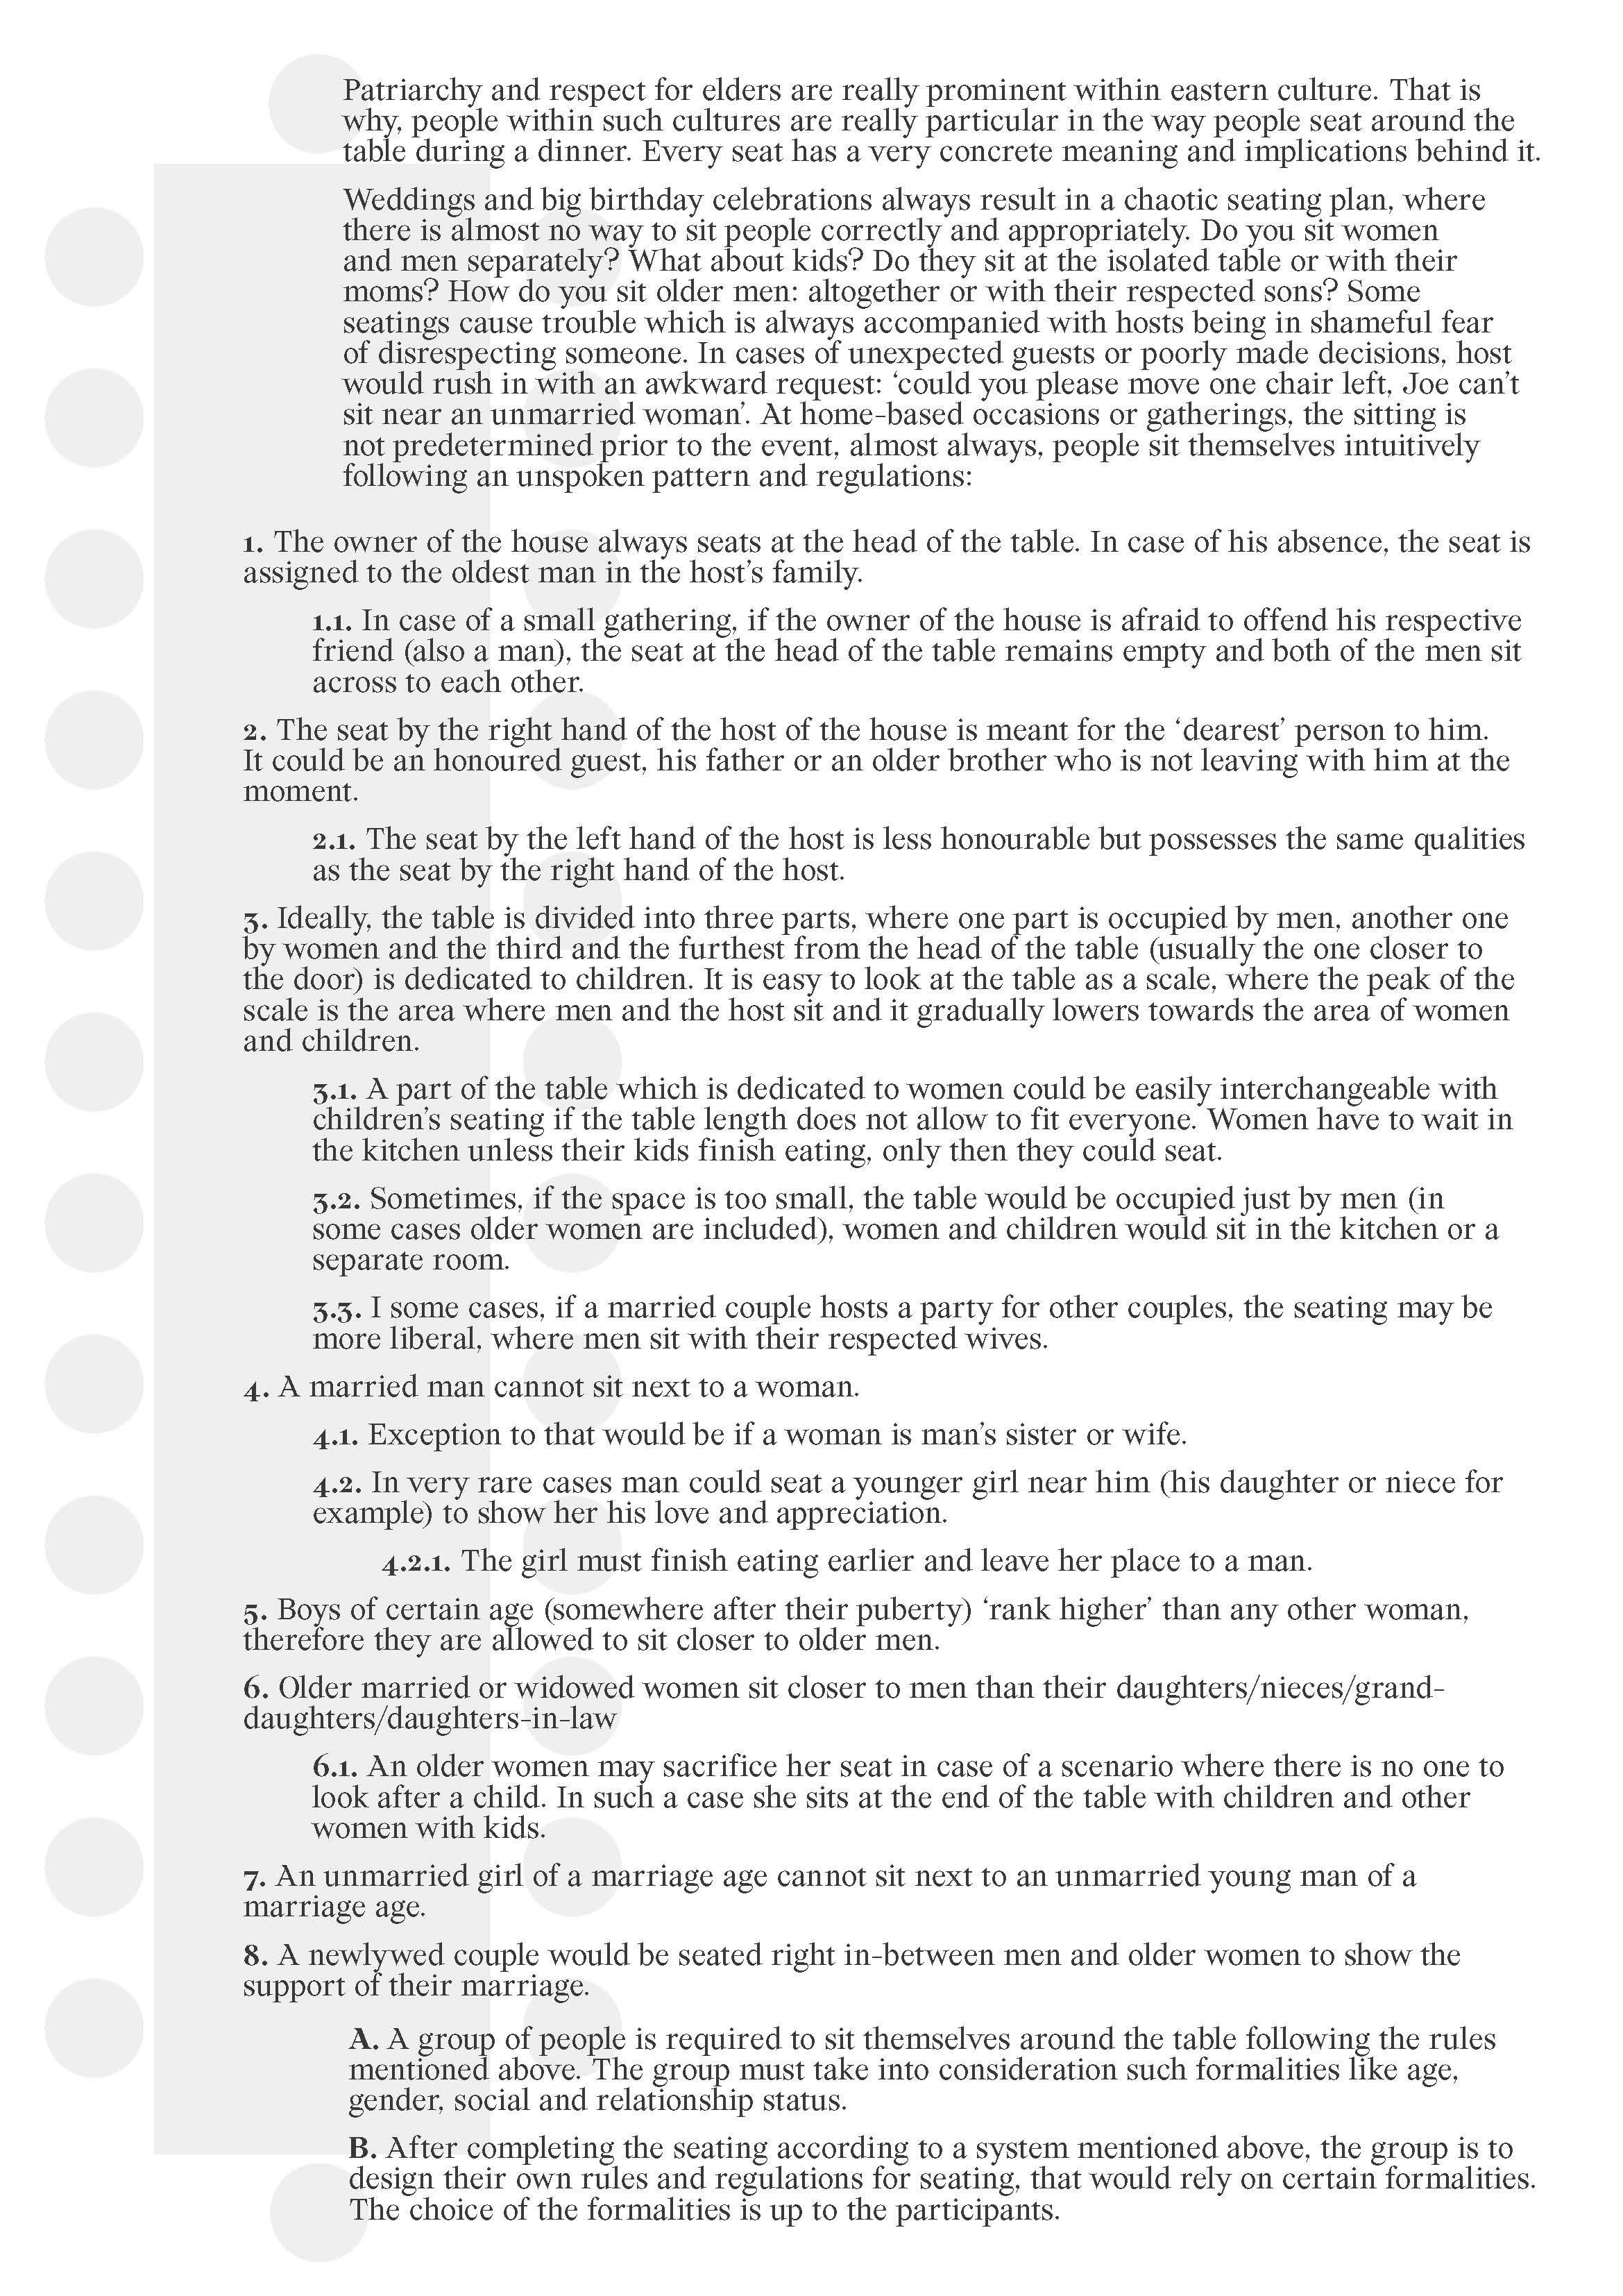 Patriarchy and respect for elders are really prominent within eastern culture. That is
why, people within such cultures are really particular in the way people seat around the
table during a dinner. Every seat has a very concrete meaning and implications behind it.
Weddings and big birthday celebrations always result in a chaotic seating plan, where
there is almost no way to sit people correctly and appropriately. Do you sit women
and men separately? What about kids? Do they sit at the isolated table or with their
moms? How do you sit older men: altogether or with their respected sons? Some
seatings cause trouble which is always accompanied with hosts being in shameful fear
of disrespecting someone. In cases of unexpected guests or poorly made decisions, host
would rush in with an awkward request: ‘could you please move one chair left, Joe can’t
sit near an unmarried woman’. At home-based occasions or gatherings, the sitting is
not predetermined prior to the event, almost always, people sit themselves intuitively
following an unspoken pattern and regulations:
1. The owner of the house always seats at the head of the table. In case of his absence, the seat is
assigned to the oldest man in the host’s family.
1.1. In case of a small gathering, if the owner of the house is afraid to offend his respective
friend (also a man), the seat at the head of the table remains empty and both of the men sit
across to each other.
2. The seat by the right hand of the host of the house is meant for the ‘dearest’ person to him.
It could be an honoured guest, his father or an older brother who is not leaving with him at the
moment.
2.1. The seat by the left hand of the host is less honourable but possesses the same qualities
as the seat by the right hand of the host.
3. Ideally, the table is divided into three parts, where one part is occupied by men, another one
by women and the third and the furthest from the head of the table (usually the one closer to
the door) is dedicated to children. It is easy to look at the table as a scale, where the peak of the
scale is the area where men and the host sit and it gradually lowers towards the area of women
and children.
3.1. A part of the table which is dedicated to women could be easily interchangeable with
children’s seating if the table length does not allow to fit everyone. Women have to wait in
the kitchen unless their kids finish eating, only then they could seat.
3.2. Sometimes, if the space is too small, the table would be occupied just by men (in
some cases older women are included), women and children would sit in the kitchen or a
separate room.
3.3. I some cases, if a married couple hosts a party for other couples, the seating may be
more liberal, where men sit with their respected wives.
4. A married man cannot sit next to a woman.
4.1. Exception to that would be if a woman is man’s sister or wife.
4.2. In very rare cases man could seat a younger girl near him (his daughter or niece for
example) to show her his love and appreciation.
4.2.1. The girl must finish eating earlier and leave her place to a man.
5. Boys of certain age (somewhere after their puberty) ‘rank higher’ than any other woman,
therefore they are allowed to sit closer to older men.
6. Older married or widowed women sit closer to men than their daughters/nieces/grand-
daughters/daughters-in-law
6.1. An older women may sacrifice her seat in case of a scenario where there is no one to
look after a child. In such a case she sits at the end of the table with children and other
women with kids.
7. An unmarried girl of a marriage age cannot sit next to an unmarried young man of a
marriage age.
8. A newlywed couple would be seated right in-between men and older women to show the
support of their marriage.
A. A group of people is required to sit themselves around the table following the rules
mentioned above. The group must take into consideration such formalities like age,
gender, social and relationship status.
B. After completing the seating according to a system mentioned above, the group is to
design their own rules and regulations for seating, that would rely on certain formalities.
The choice of the formalities is up to the participants.